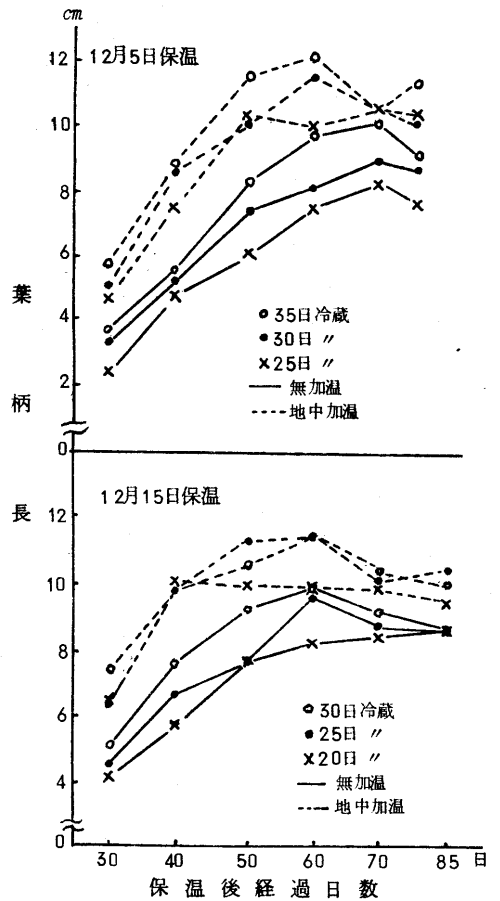 cm
12月5日保温
12
10
8
6
4
2
0
葉柄長
35日冷蔵
30日 〃
25日 〃
無加温
地中加温
12月15日保温
12
10
8
6
4
0
30日冷蔵
25日 〃
20日 〃
無加温
地中加温
30 40 50 60 70 85 日
保温後経過日数